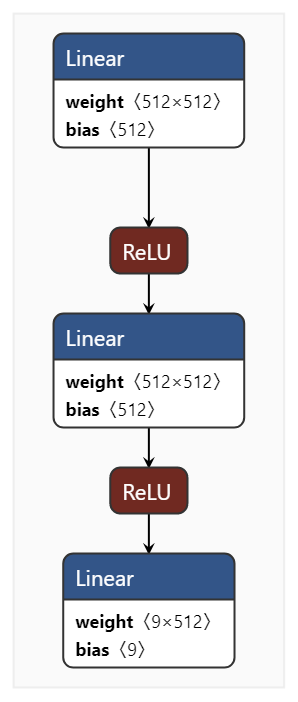 Linear
weight〈512×512〉
bias〈512〉
ReLU
Linear
weight〈512×512〉
bias〈512〉
ReLU
Linear
weight〈9×512〉
bias〈9〉